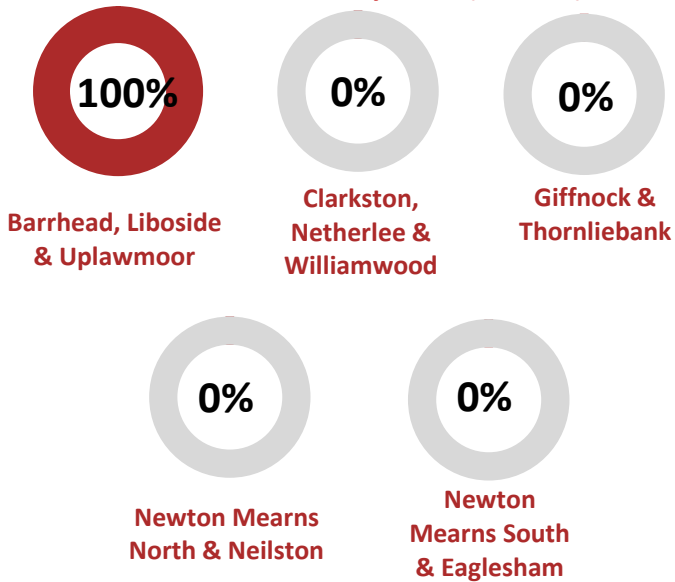 100%
Barrhead, Liboside
& Uplawmoor
0%
Clarkston,
Netherlee &
Williamwood
0%
Giffnock &
Thornliebank
0%
Newton Mearns
North & Neilston
0%
Newton
Mearns South
& Eaglesham